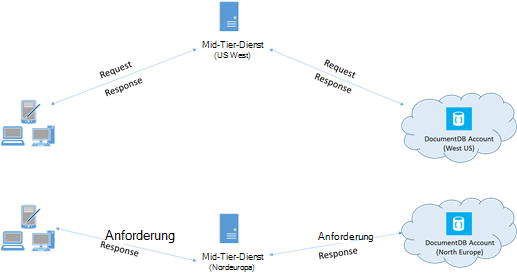 Mid-Tier-Dienst
(US West)
Request
Response
Request
Response
DocumentDB Account
(West US)
Anforderung
Response
Mid-Tier-Dienst
(Nordeuropa)
Anforderung
Response
DocumentDB Account
(North Europe)